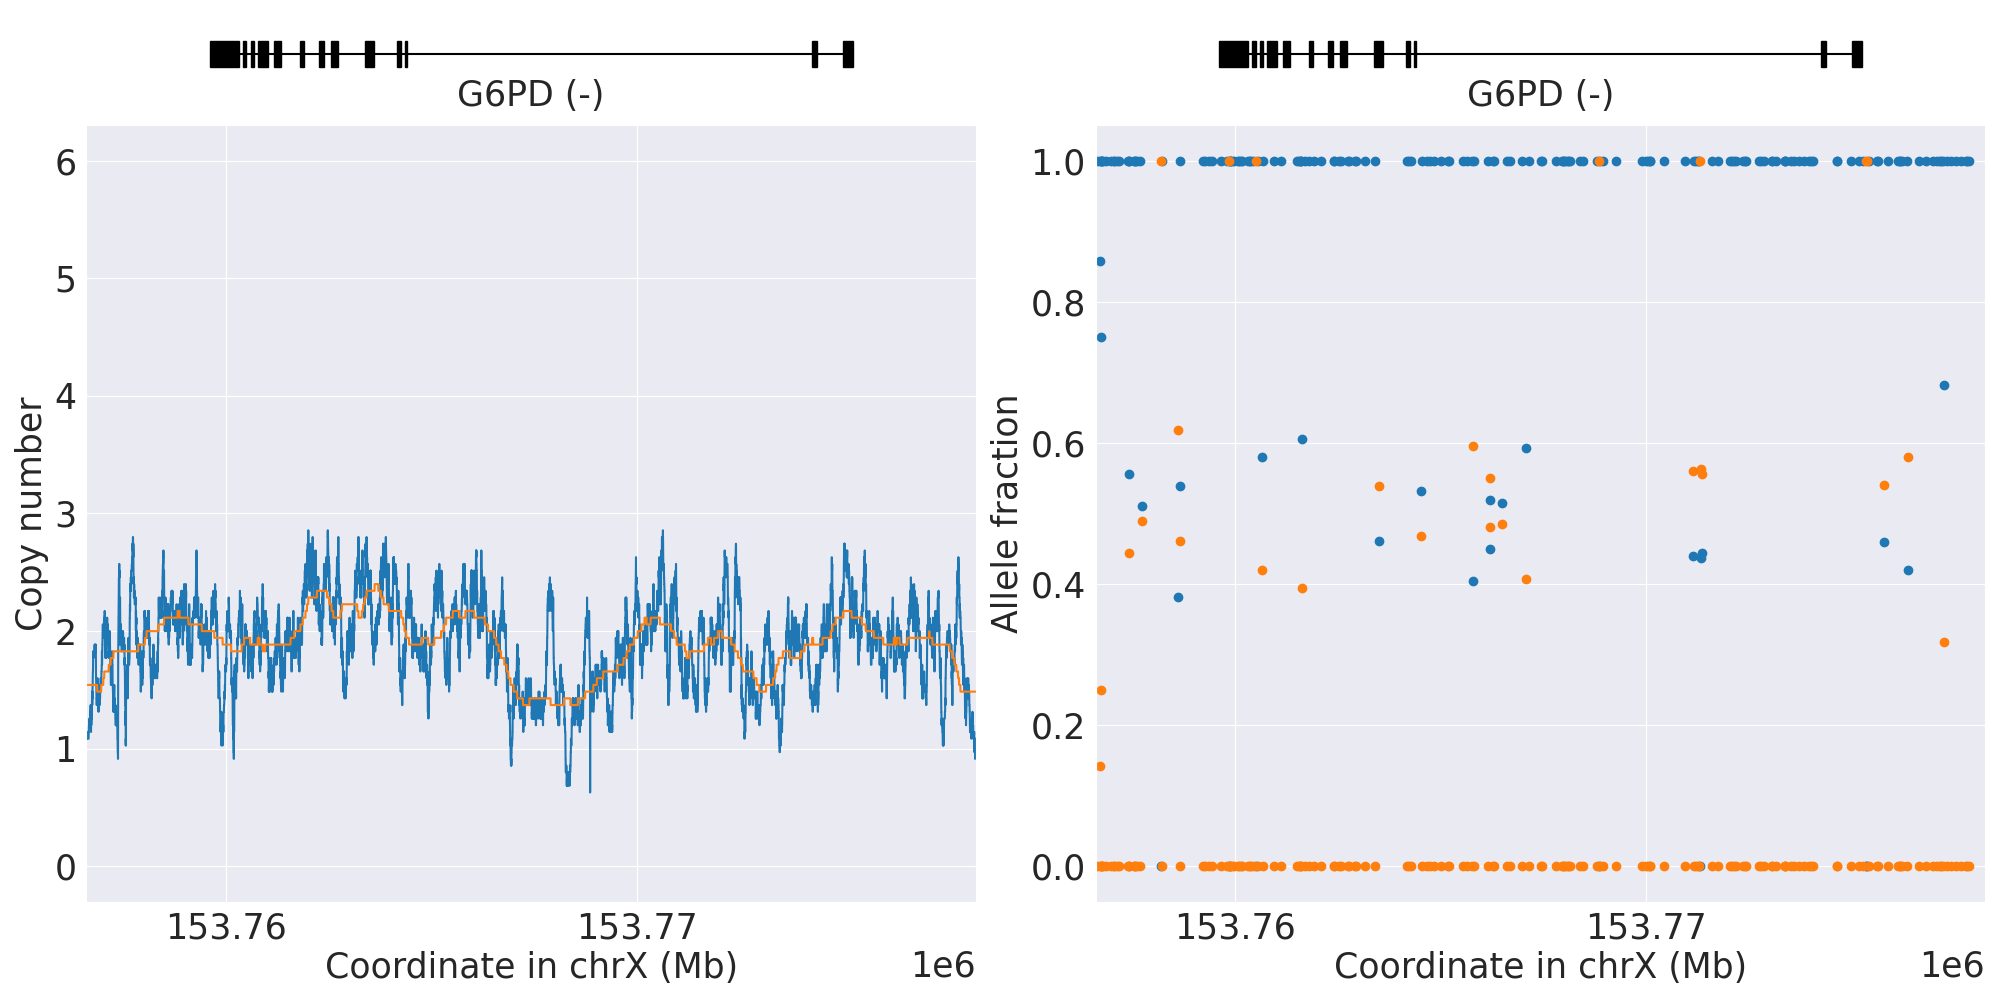 G6PD (-)
6
5
4
3
2
1
0
Copy number
153.76
153.77
Coordinate in chrX (Mb)
1e6
G6PD (-)
1.0
0.8
0.6
0.4
0.2
0.0
Allele fraction
153.76
153.77
Coordinate in chrX (Mb)
1e6